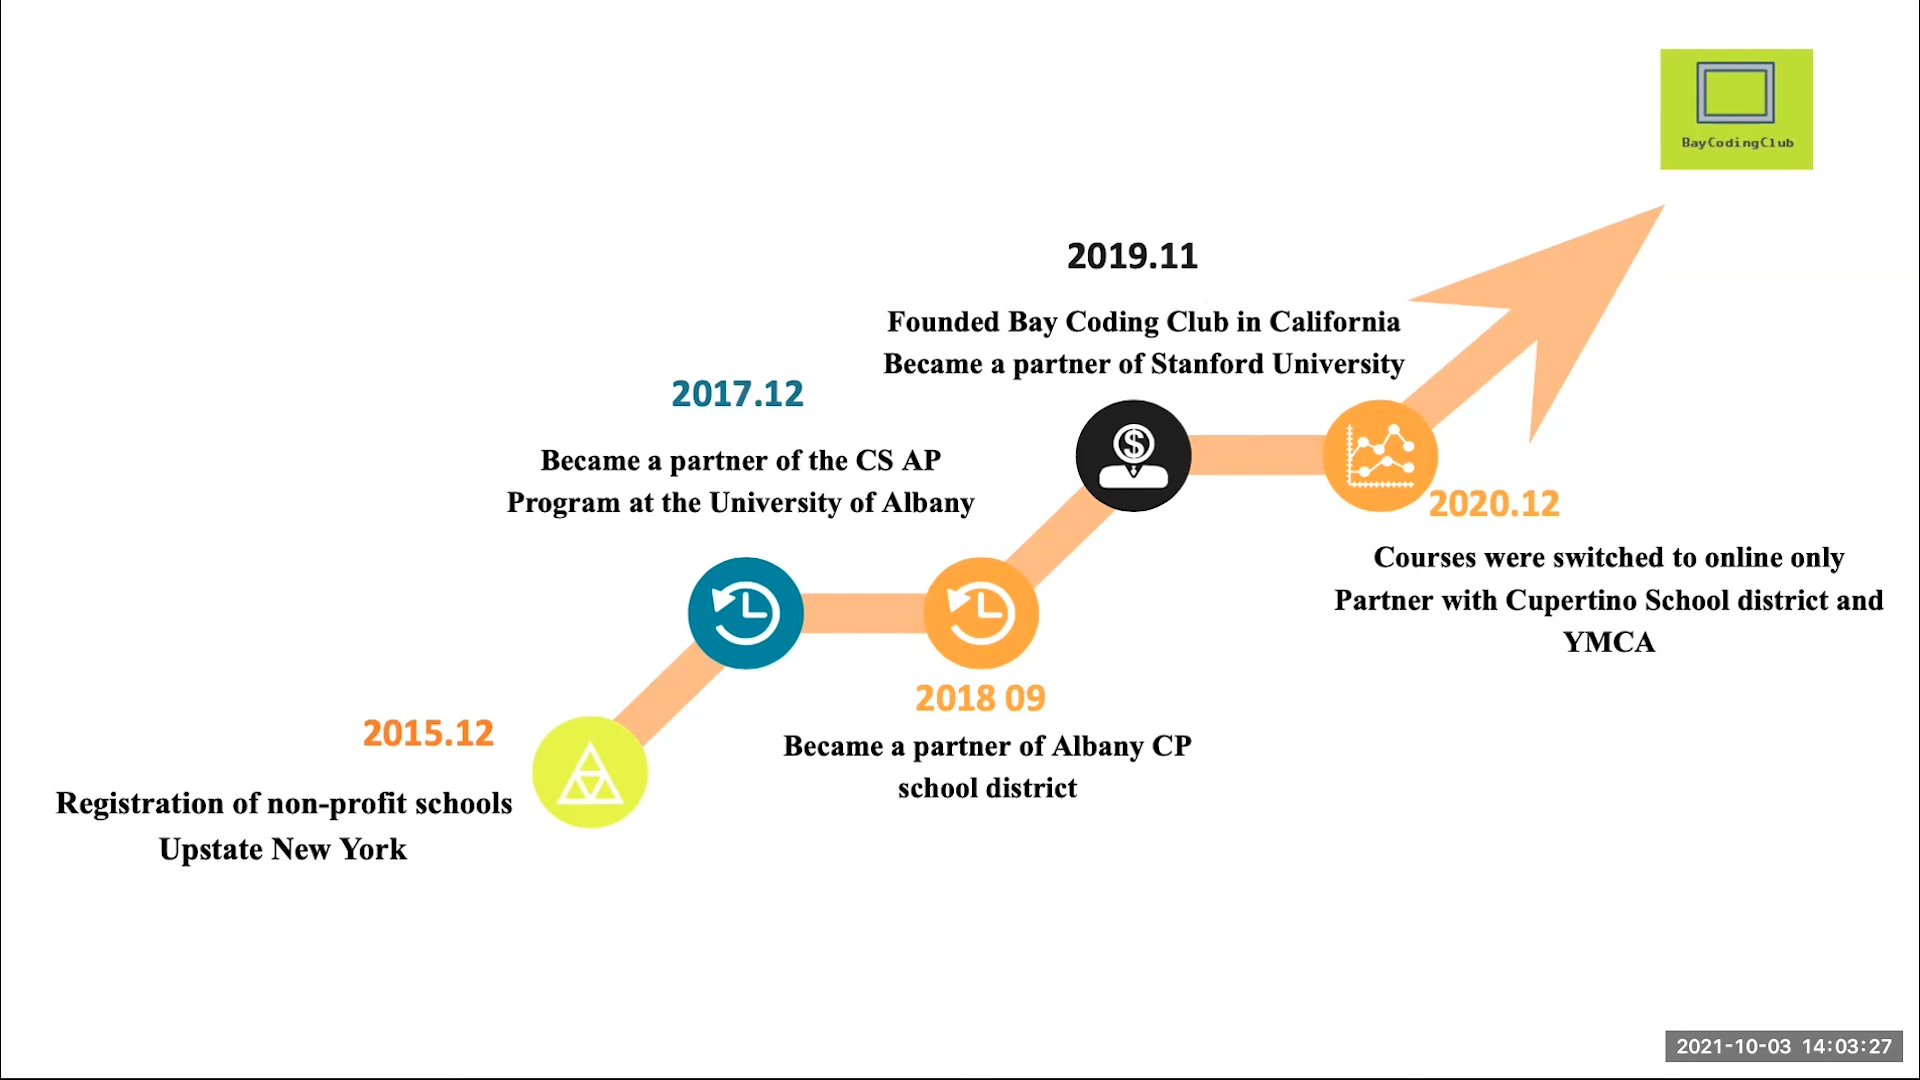 BayCodingClub
2019.11
Founded Bay Coding Club in California
Became a partner of Stanford University
2017.12
Became a partner of the CS AP
Program at the University of Albany
2020.12
Courses were switched to online only
Partner with Cupertino School district and
YMCA
2018 09
Became a partner of Albany CP
school district
2015.12
Registration of non-profit schools
Upstate New York
2021-10-03 14:03:27